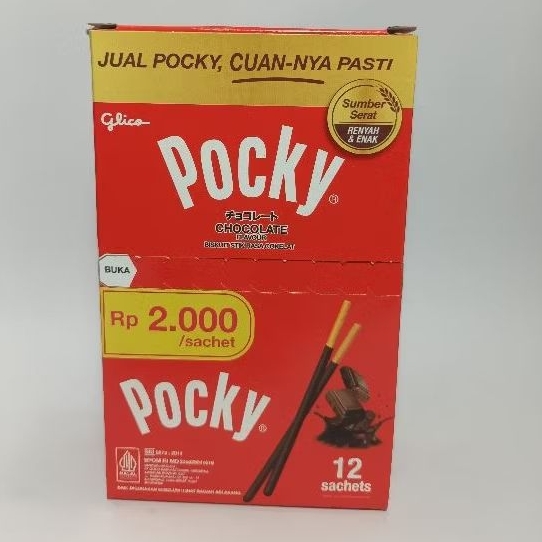 JUAL POCKY, CUAN-NYA PASTI
Glico
Sumber
Serat
RENYAH
& ENAK
Pocky®
チョコレート
CHOCOLATE
FLAVOUR
BUKA
Rp 2.000
/sachet
Pocky®
12
sachets